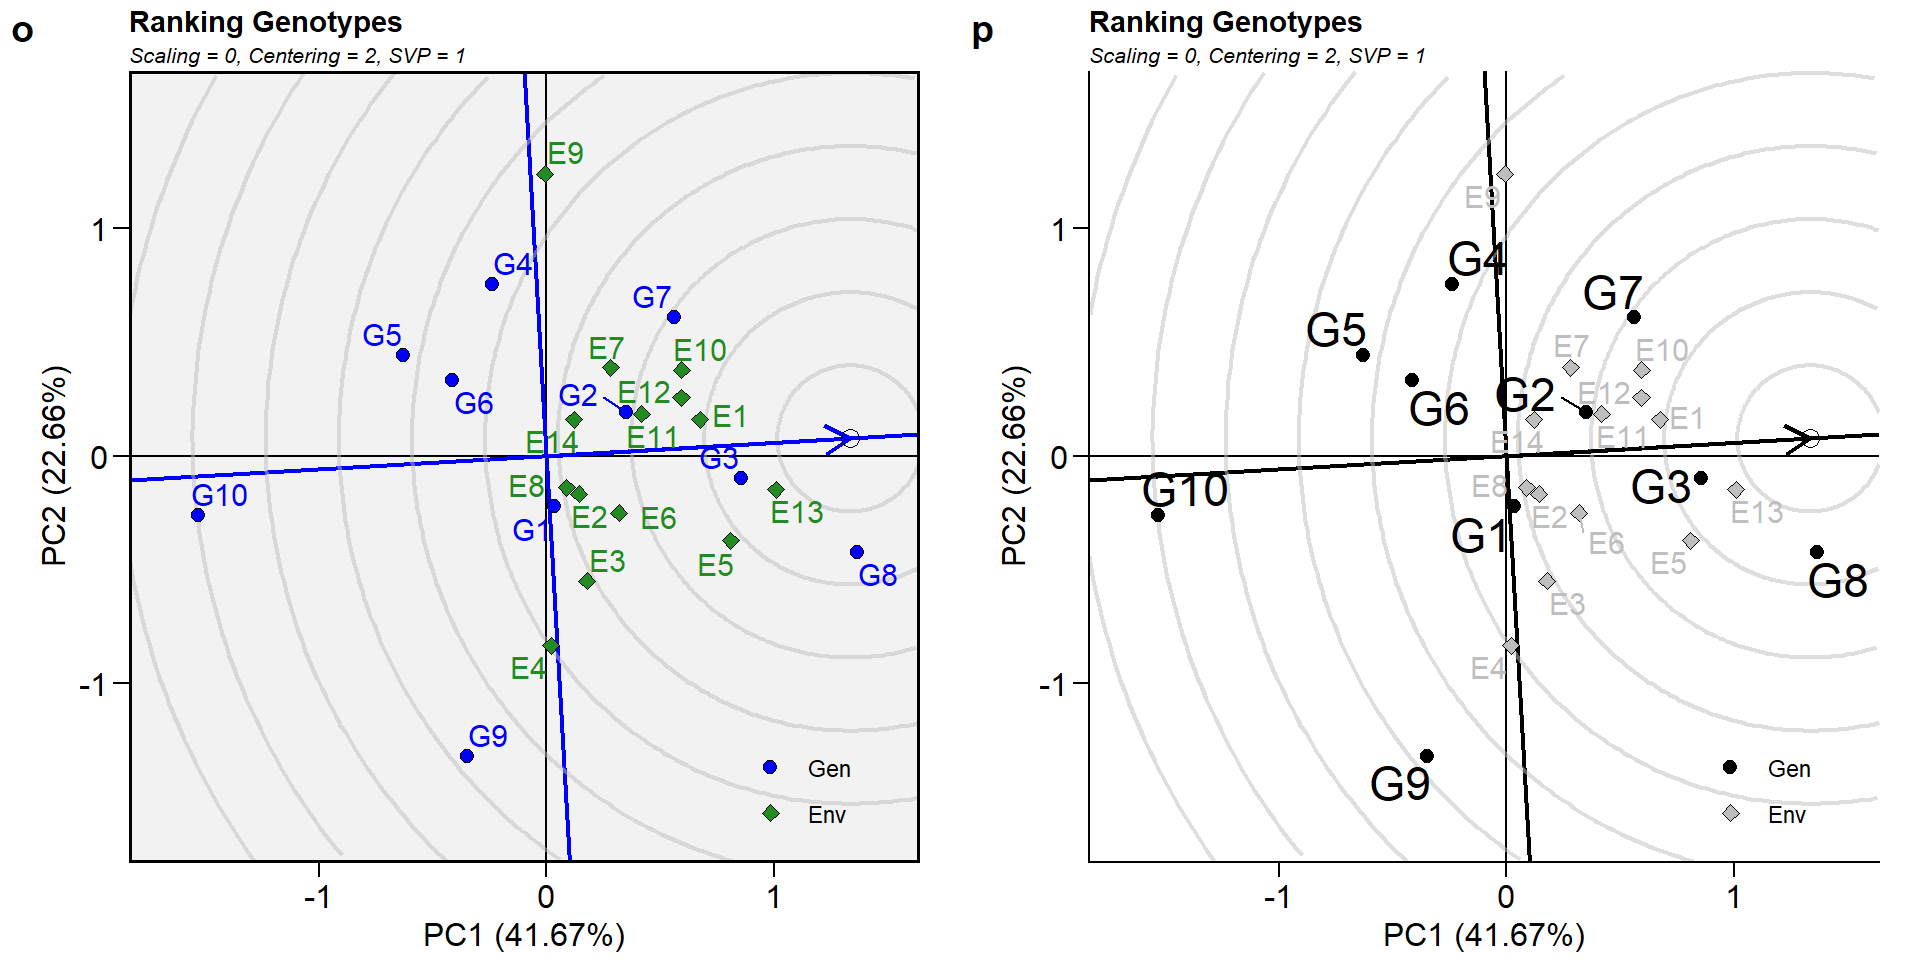 o
Ranking Genotypes
Scaling = 0, Centering = 2, SVP = 1
E9
G4
G7
G5
E7
E10
G6
G2
E12
E1
E14
E11
G3
G10
E8
G1
E2
E6
E13
E3
E5
G8
E4
G9
Gen
Env
1
0
-1
-1
0
1
PC2 (22.66%)
PC1 (41.67%)
p
Ranking Genotypes
Scaling = 0, Centering = 2, SVP = 1
E9
G4
G7
G5
E7
E10
G6
G2
E12
E1
E14
E11
G10
E8
G3
G1
E2
E13
E6
E5
G8
E3
E4
G9
Gen
Env
1
0
-1
-1
0
1
PC2 (22.66%)
PC1 (41.67%)